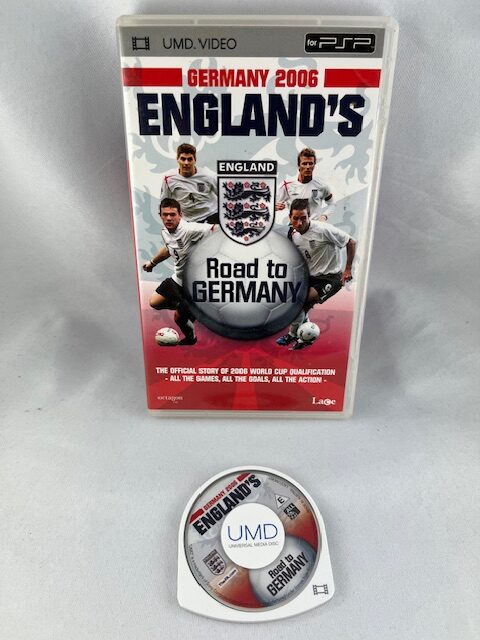 UMD VIDEO
for PSP
GERMANY 2006
ENGLAND'S
ENGLAND
Road to
GERMANY
THE OFFICIAL STORY OF 2006 WORLD CUP QUALIFICATION
- ALL THE GAMES, ALL THE GOALS, ALL THE ACTION -
octagon
Lace
GERMANY 2006
ENGLAND'S
E
UMD
UNIVERSAL MEDIA DISC
Road to
GERMANY